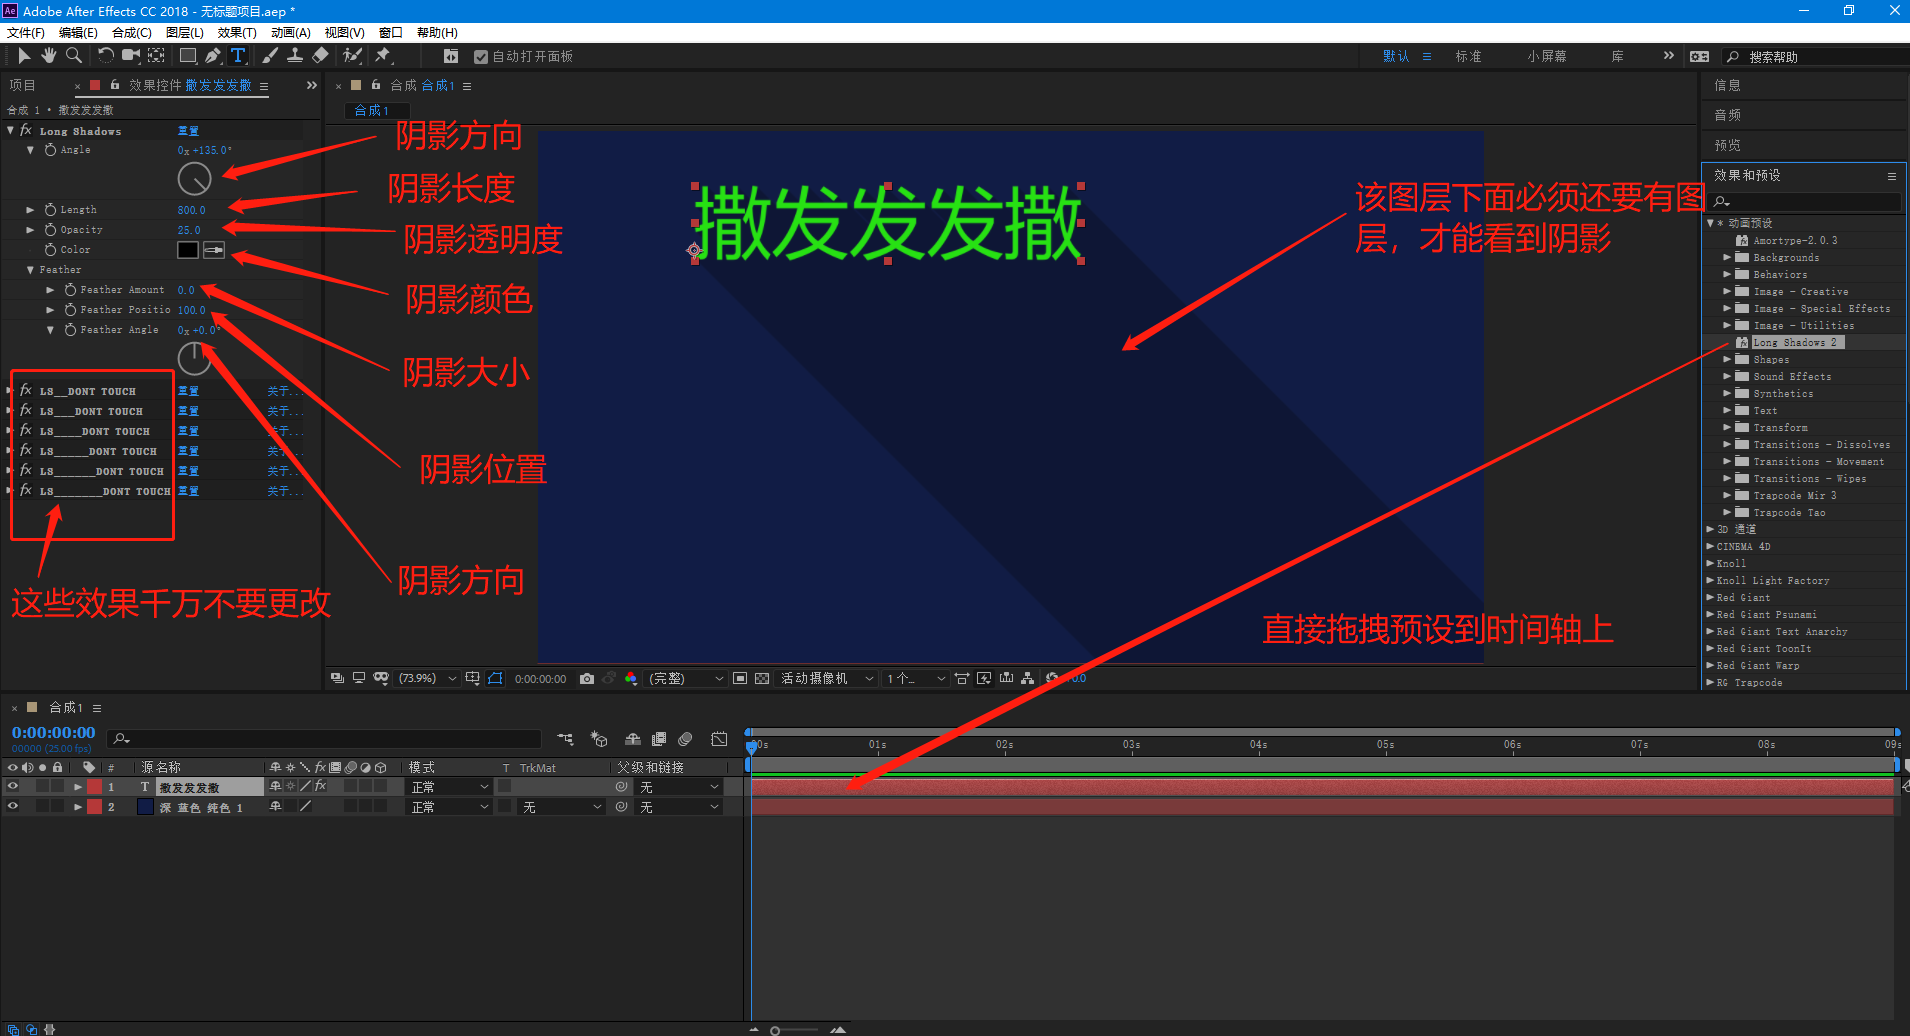 Adobe After Effects CC 2018 - 无标题项目.aep *
文件(F) 编辑(E) 合成(C) 图层(L) 效果(T) 动画(A) 视图(V) 窗口 帮助(H)
自动打开面板
默认 标准 小屏幕 库 搜索帮助
项目 效果控件 撒发发发撒
合成 合成1
合成 1 • 撒发发发撒
合成1
fx Long Shadows 重置
Angle 0x+135.0°
Length 800.0
Opacity 25.0
Color
Feather
Feather Amount 0.0
Feather Positio 100.0
Feather Angle 0x+0.0°
fx LS__DONT TOUCH 重置 关于...
fx LS___DONT TOUCH 重置 关于...
fx LS____DONT TOUCH 重置 关于...
fx LS_____DONT TOUCH 重置 关于...
fx LS______DONT TOUCH 重置 关于...
fx LS_______DONT TOUCH 重置 关于...
这些效果千万不要更改
阴影方向
阴影长度
阴影透明度
阴影颜色
阴影大小
阴影位置
阴影方向
撒发发发撒
该图层下面必须还要有图
层，才能看到阴影
直接拖拽预设到时间轴上
(73.9%) 0:00:00:00 (完整) 活动摄像机 1个...
信息
音频
预览
效果和预设
* 动画预设
Amortype-2.0.3
Backgrounds
Behaviors
Image - Creative
Image - Special Effects
Image - Utilities
Long Shadows 2
Shapes
Sound Effects
Synthetics
Text
Transform
Transitions - Dissolves
Transitions - Movement
Transitions - Wipes
Trapcode Mir 3
Trapcode Tao
3D 通道
CINEMA 4D
Knoll
Knoll Light Factory
Red Giant
Red Giant Psunami
Red Giant Text Anarchy
Red Giant ToonIt
Red Giant Warp
RG Trapcode
合成1
0:00:00:00
00000 (25.00 fps)
00s 01s 02s 03s 04s 05s 06s 07s 08s 09s
# 源名称 fx 模式 T TrkMat 父级和链接
1 T 撒发发发撒 fx 正常 无
2 深 蓝色 纯色 1 正常 无 无